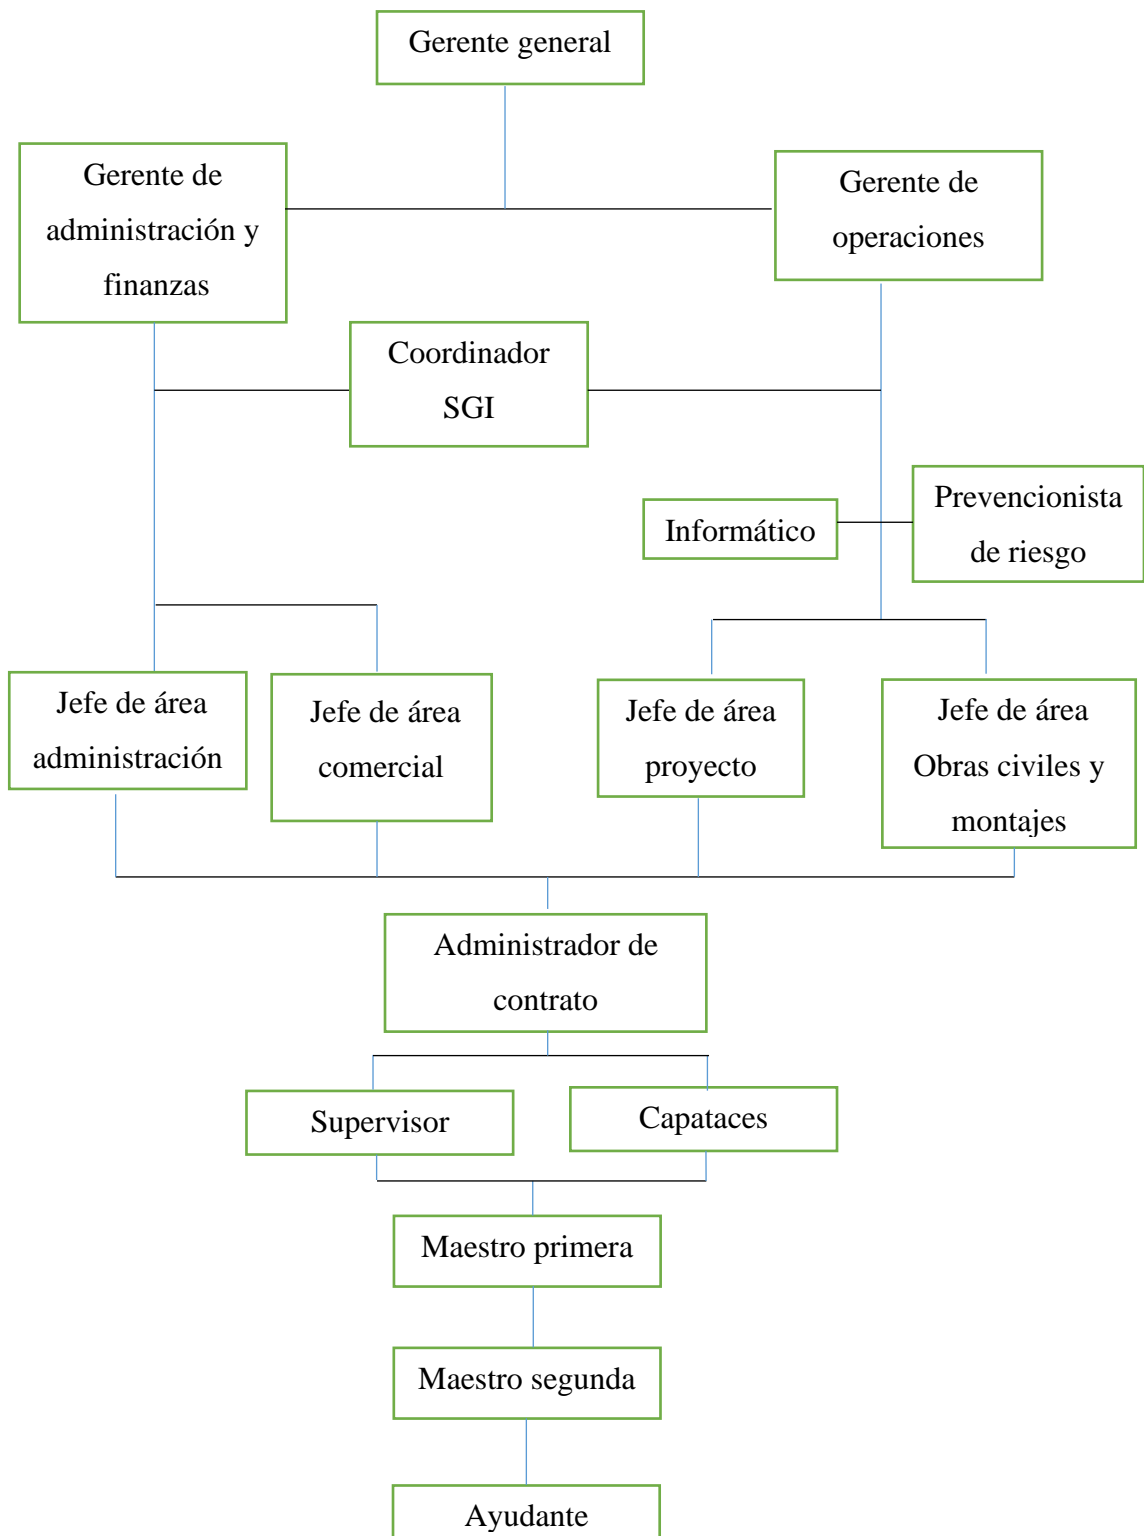 Gerente general
Gerente de
administración y
finanzas
Gerente de
operaciones
Coordinador
SGI
Informático
Prevencionista
de riesgo
Jefe de área
administración
Jefe de área
comercial
Jefe de área
proyecto
Jefe de área
Obras civiles y
montajes
Administrador de
contrato
Supervisor
Capataces
Maestro primera
Maestro segunda
Ayudante